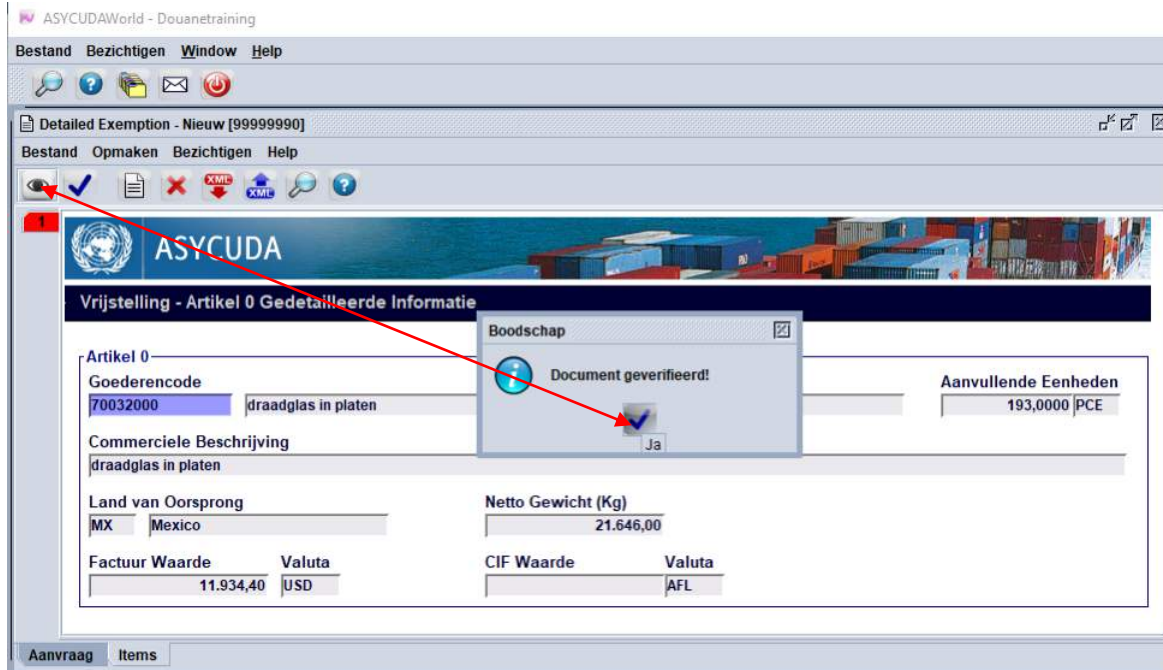 ASYCUDAWorld - Douanetraining
Bestand Bezichtigen Window Help
Detailed Exemption - Nieuw [99999990]
Bestand Opmaken Bezichtigen Help
XML XML
1
ASYCUDA
Vrijstelling - Artikel 0 Gedetailleerde Informatie
Boodschap
Document geverifieerd!
Ja
Artikel 0
Goederencode Aanvullende Eenheden
70032000 draadglas in platen 193,0000 PCE
Commerciele Beschrijving
draadglas in platen
Land van Oorsprong Netto Gewicht (Kg)
MX Mexico 21.646,00
Factuur Waarde Valuta CIF Waarde Valuta
11.934,40 USD AFL
Aanvraag Items